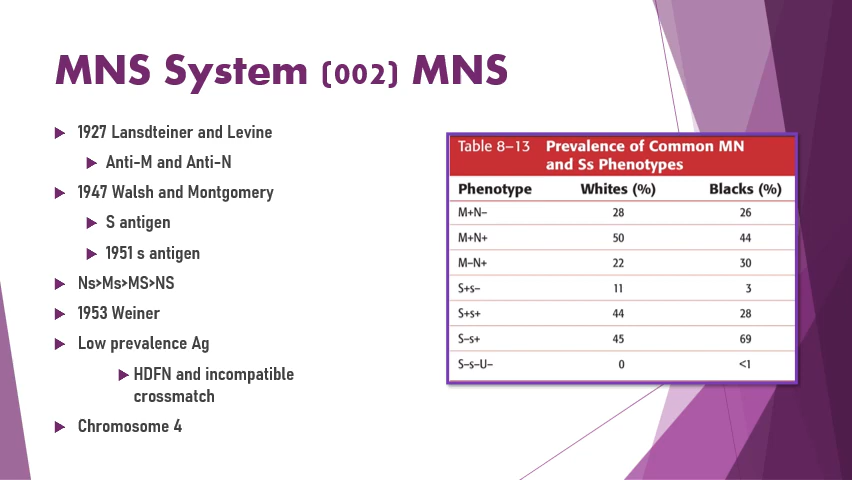 MNS System (002) MNS
1927 Lansdteiner and Levine
Anti-M and Anti-N
1947 Walsh and Montgomery
S antigen
1951 s antigen
Ns>Ms>MS>NS
1953 Weiner
Low prevalence Ag
HDFN and incompatible
crossmatch
Chromosome 4
Table 8–13 Prevalence of Common MN
and Ss Phenotypes
Phenotype Whites (%) Blacks (%)
M+N– 28 26
M+N+ 50 44
M–N+ 22 30
S+s– 11 3
S+s+ 44 28
S–s+ 45 69
S–s–U– 0 <1